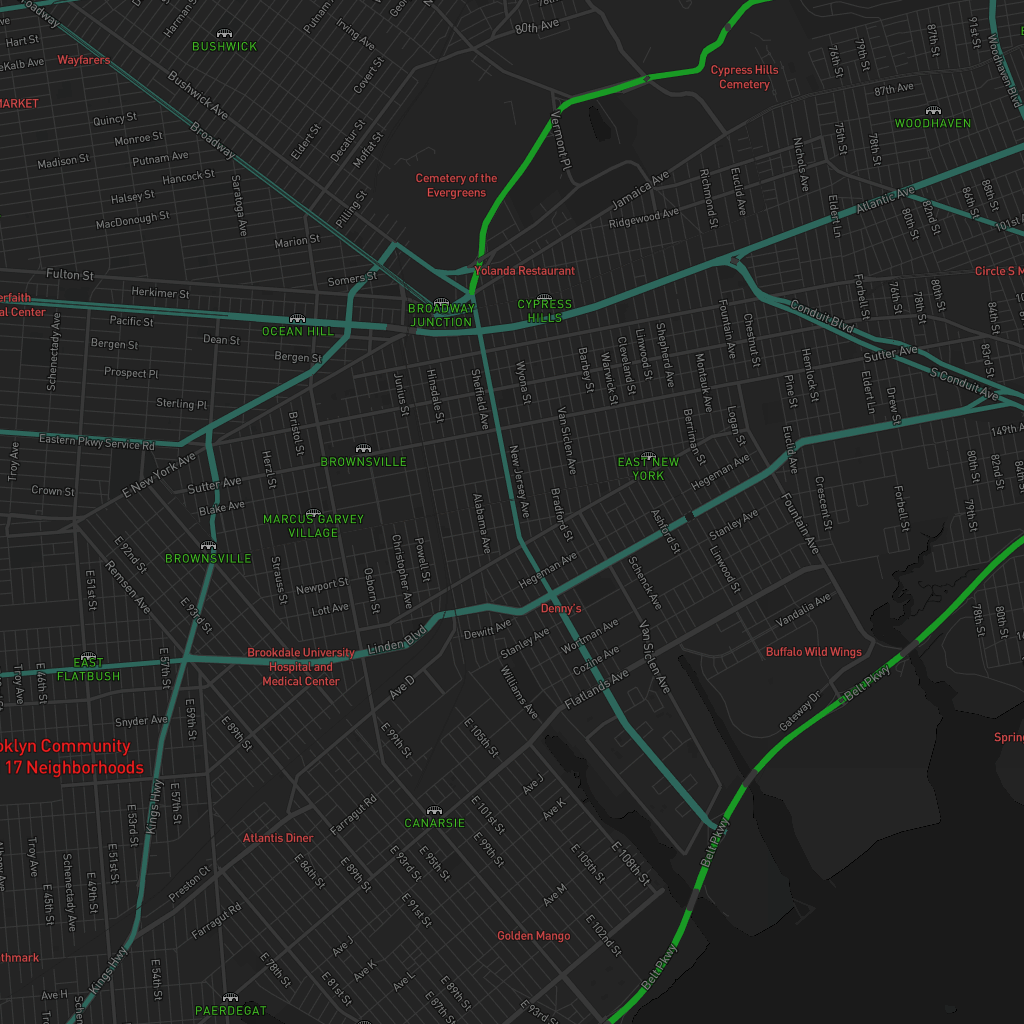 Broadway
Harman St
Putnam Ave
Irving Ave
80th Ave
78th Ave
76th St
79th St
87th St
91st St
Woodhaven Blvd
Hart St
BUSHWICK
Wayfarers
DeKalb Ave
Covert St
Cypress Hills
Cemetery
87th Ave
MARKET
Bushwick Ave
Quincy St
Monroe St
Putnam Ave
Madison St
Broadway
Eldert St
Decatur St
Moffat St
Vermont Pl
WOODHAVEN
75th St
78th St
Nichols Ave
Hancock St
Halsey St
Saratoga Ave
MacDonough St
Pilling St
Cemetery of the
Evergreens
Jamaica Ave
Ridgewood Ave
Richmond St
Euclid Ave
Eldert Ln
Atlantic Ave
80th St
82nd St
86th St
88th St
101st
Marion St
Fulton St
Somers St
Herkimer St
Yolanda Restaurant
Circle S M
BROADWAY
JUNCTION
CYPRESS
HILLS
OCEAN HILL
Pacific St
Bergen St
Dean St
Bergen St
Prospect Pl
Schenectady Ave
Sterling Pl
Junius St
Hinsdale St
Sheffield Ave
Wyona St
Barbey St
Warwick St
Cleveland St
Linwood St
Shepherd Ave
Montauk Ave
Fountain Ave
Chestnut St
Conduit Blvd
Sutter Ave
S Conduit Ave
Forbell St
76th St
78th St
84th St
83rd St
Pine St
Hemlock St
Eldert Ln
Drew St
149th A
Eastern Pkwy Service Rd
Troy Ave
Crown St
E New York Ave
Sutter Ave
Blake Ave
Bristol St
Herzl St
BROWNSVILLE
New Jersey Ave
Van Siclen Ave
Berriman St
Logan St
Euclid Ave
EAST NEW
YORK
Hegeman Ave
80th St
82nd St
84th St
79th St
Forbell St
Crescent St
Fountain Ave
MARCUS GARVEY
VILLAGE
BROWNSVILLE
Alabama Ave
Bradford St
Ashford St
Stanley Ave
Linwood St
E 92nd St
Remsen Ave
E 51st St
E 93rd St
Strauss St
Newport St
Lott Ave
Osborn St
Christopher Ave
Powell St
Hegeman Ave
Schenck Ave
Denny's
Vandalia Ave
78th St
80th St
Linden Blvd
Dewitt Ave
Stanley Ave
Wortman Ave
Cozine Ave
Van Siclen Ave
Flatlands Ave
Williams Ave
Buffalo Wild Wings
Gateway Dr
Belt Pkwy
Brookdale University
Hospital and
Medical Center
EAST
FLATBUSH
E 57th St
E 46th St
Troy Ave
Ave D
Snyder Ave
E 59th St
E 89th St
E 99th St
E 105th St
Spring
oklyn Community
17 Neighborhoods
Kings Hwy
E 57th St
E 53rd St
Farragut Rd
CANARSIE
E 101st St
Ave J
Ave K
Belt Pkwy
Atlantis Diner
Troy Ave
Schenectady Ave
E 51st St
E 49th St
E 45th St
Preston Ct
Farragut Rd
E 86th St
E 89th St
E 93rd St
E 95th St
E 99th St
E 105th St
E 108th St
E 91st St
Ave M
Golden Mango
E 102nd St
thmark
Kings Hwy
E 54th St
E 78th St
Ave J
Ave K
Ave L
E 81st St
E 89th St
E 87th St
E 93rd St
Belt Pkwy
Ave H
PAERDEGAT